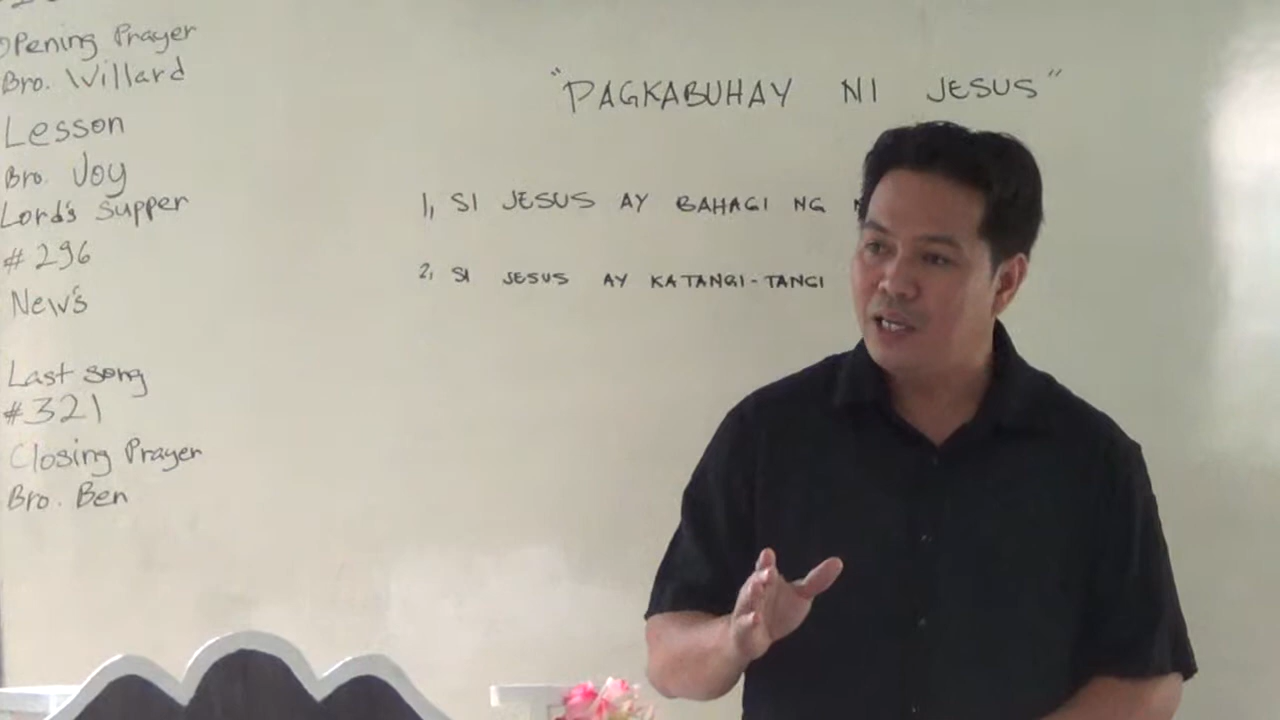 Opening Prayer
Bro. Willard
Lesson
Bro. Joy
Lord's Supper
# 296
New's
Last song
#321
Closing Prayer
Bro. Ben
"PAGKABUHAY NI JESUS"
1, SI JESUS AY BAHAGI NG
2, SI JESUS AY KATANGI-TANGI